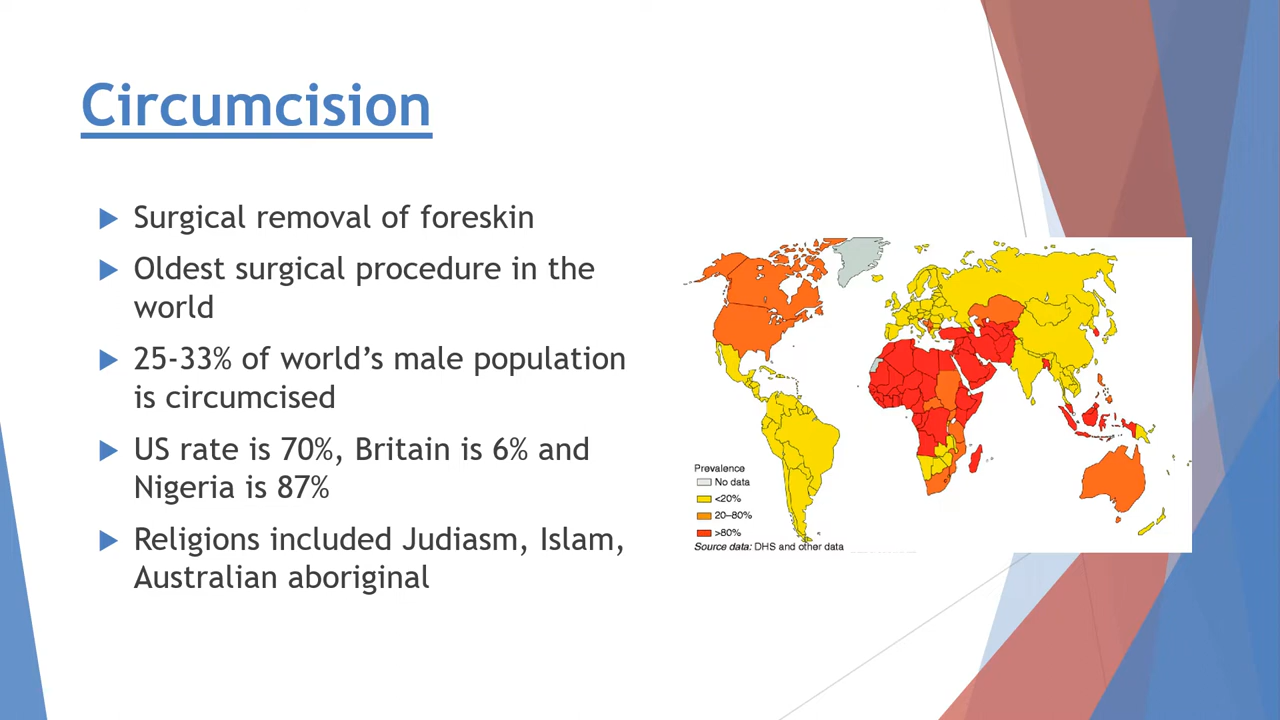 Circumcision
Surgical removal of foreskin
Oldest surgical procedure in the
world
25-33% of world's male population
is circumcised
US rate is 70%, Britain is 6% and
Nigeria is 87%
Religions included Judiasm, Islam,
Australian aboriginal
Prevalence
No data
<20%
20–80%
>80%
Source data: DHS and other data